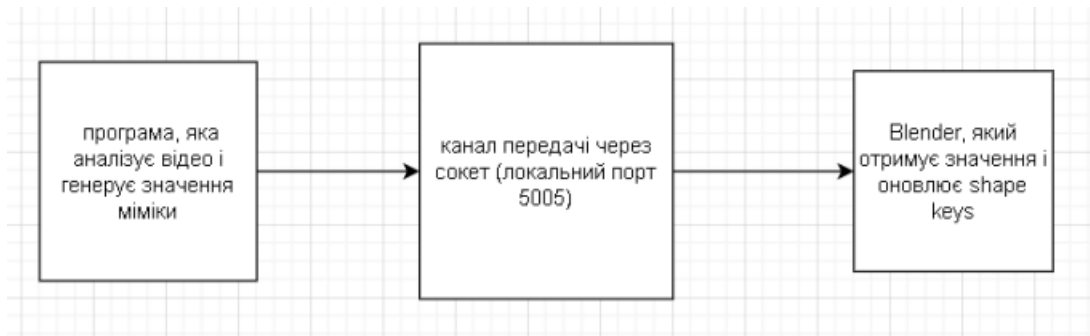 програма, яка
аналізує відео і
генерує значення
міміки
канал передачі через
сокет (локальний порт
5005)
Blender, який
отримує значення і
оновлює shape
keys